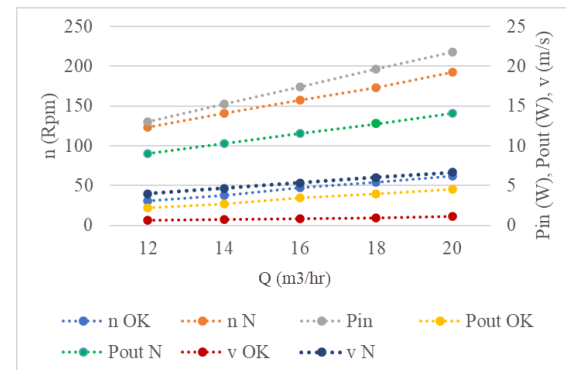 250
200
150
100
50
0
n (Rpm)
25
20
15
10
5
0
Pin (W), Pout (W), v (m/s)
12 14 16 18 20
Q (m3/hr)
n OK n N Pin Pout OK
Pout N v OK v N